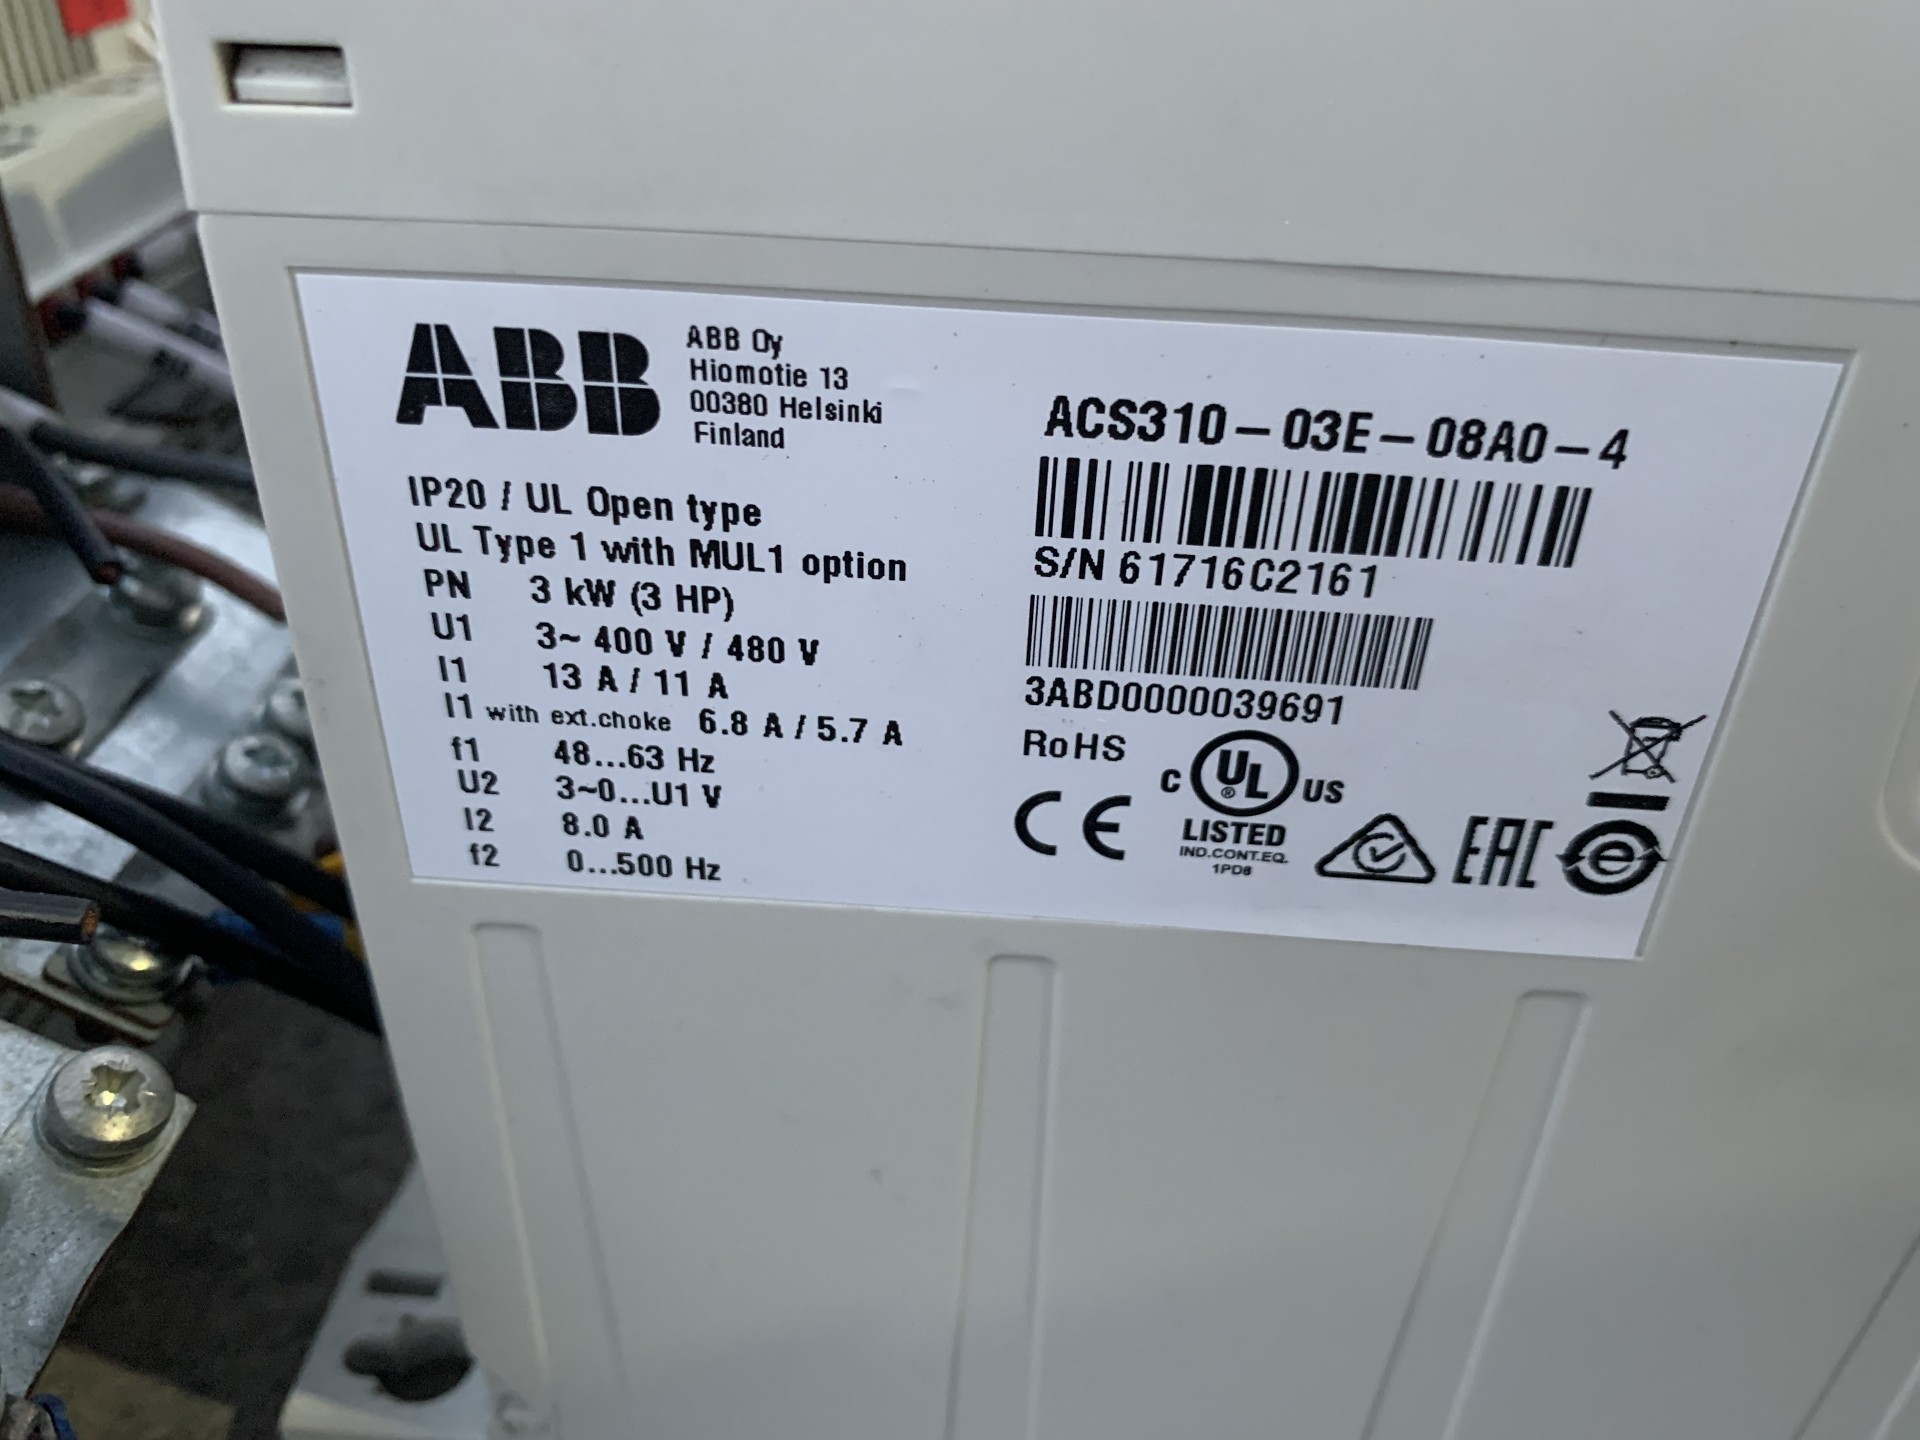 ABB
ABB Oy
Hiomotie 13
00380 Helsinki
Finland
IP20 / UL Open type
UL Type 1 with MUL1 option
PN 3 kW (3 HP)
U1 3~ 400 V / 480 V
I1 13 A / 11 A
I1 with ext.choke 6.8 A / 5.7 A
f1 48...63 Hz
U2 3~0...U1 V
I2 8.0 A
f2 0...500 Hz
ACS310-03E-08A0-4
S/N 61716C2161
3ABD0000039691
RoHS
C UL ® US
LISTED
IND.CONT.EQ.
1PD8
CE
EAC
e